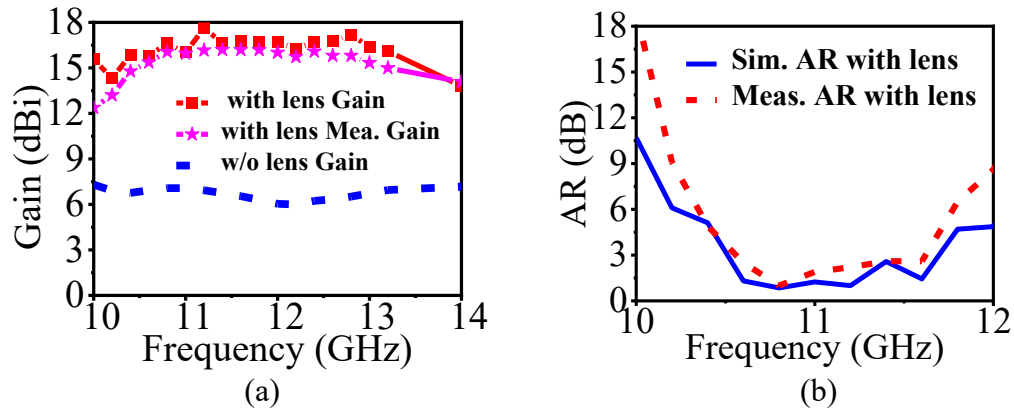 18
15
12
9
6
3
0
Gain (dBi)
with lens Gain
with lens Mea. Gain
w/o lens Gain
10 11 12 13 14
Frequency (GHz)
(a)
18
15
12
9
6
3
0
AR (dB)
Sim. AR with lens
Meas. AR with lens
10 11 12
Frequency (GHz)
(b)